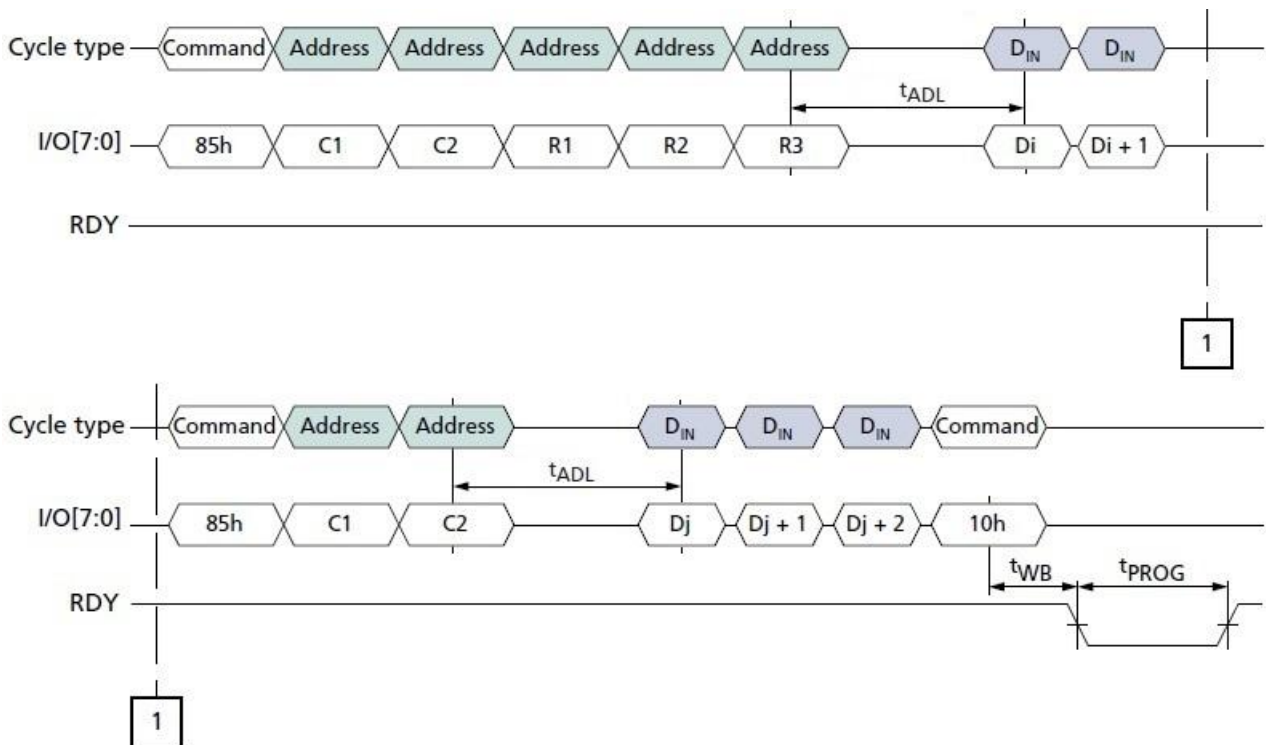 Cycle type Command Address Address Address Address Address DIN DIN
tADL
I/O[7:0] 85h C1 C2 R1 R2 R3 Di Di + 1
RDY
1
Cycle type Command Address Address DIN DIN DIN Command
tADL
I/O[7:0] 85h C1 C2 Dj Dj + 1 Dj + 2 10h
tWB tPROG
RDY
1